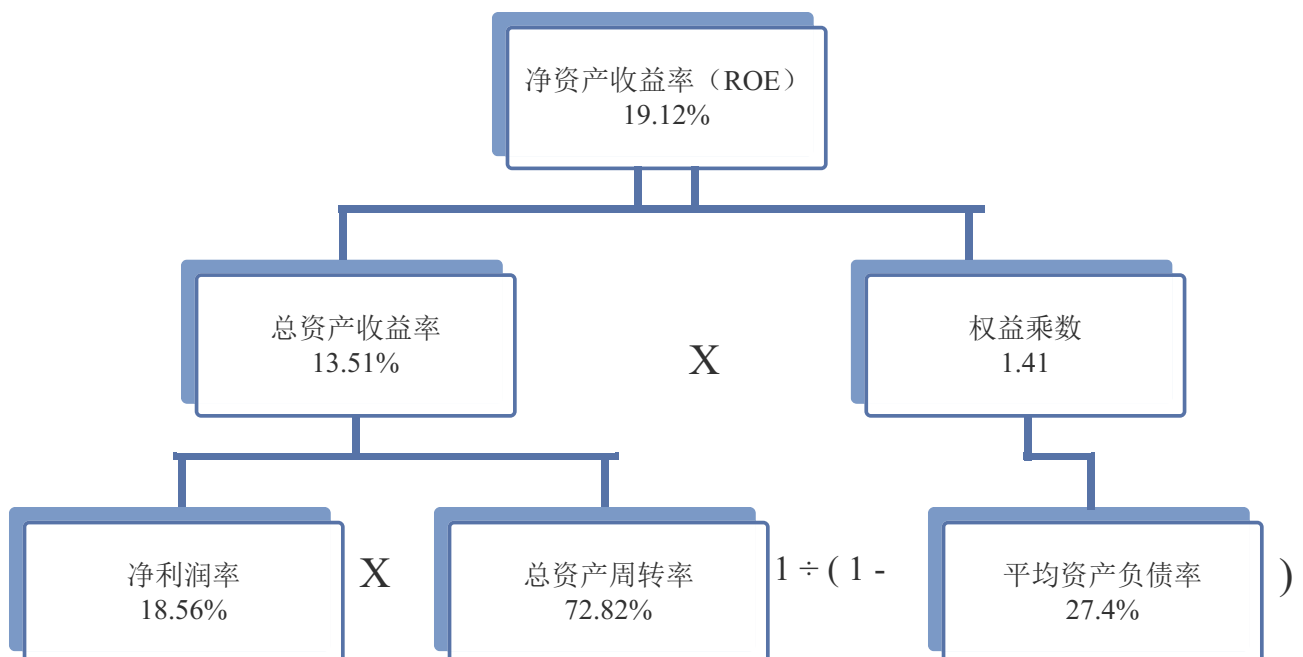 净资产收益率（ROE）
19.12%
总资产收益率
13.51%
X
权益乘数
1.41
净利润率
18.56%
X
总资产周转率
72.82%
1 ÷ ( 1 -
平均资产负债率
27.4%
)